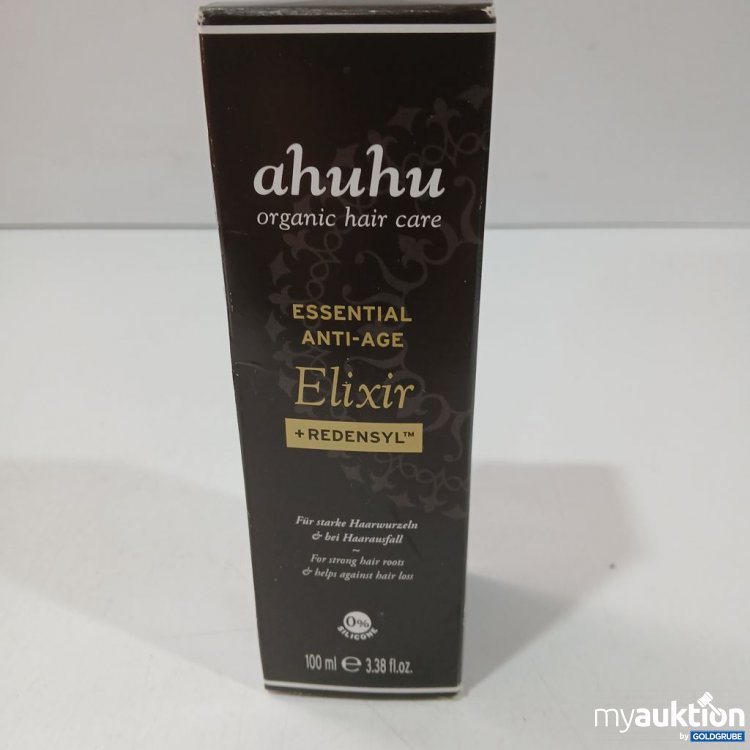 ahuhu
organic hair care
ESSENTIAL
ANTI-AGE
Elixir
+REDENSYL™
Für starke Haarwurzeln
& bei Haarausfall
~
For strong hair roots
& helps against hair loss
0%
SILICONE
100 ml ℮ 3.38 fl.oz.
myauktion
by GOLDGRUBE